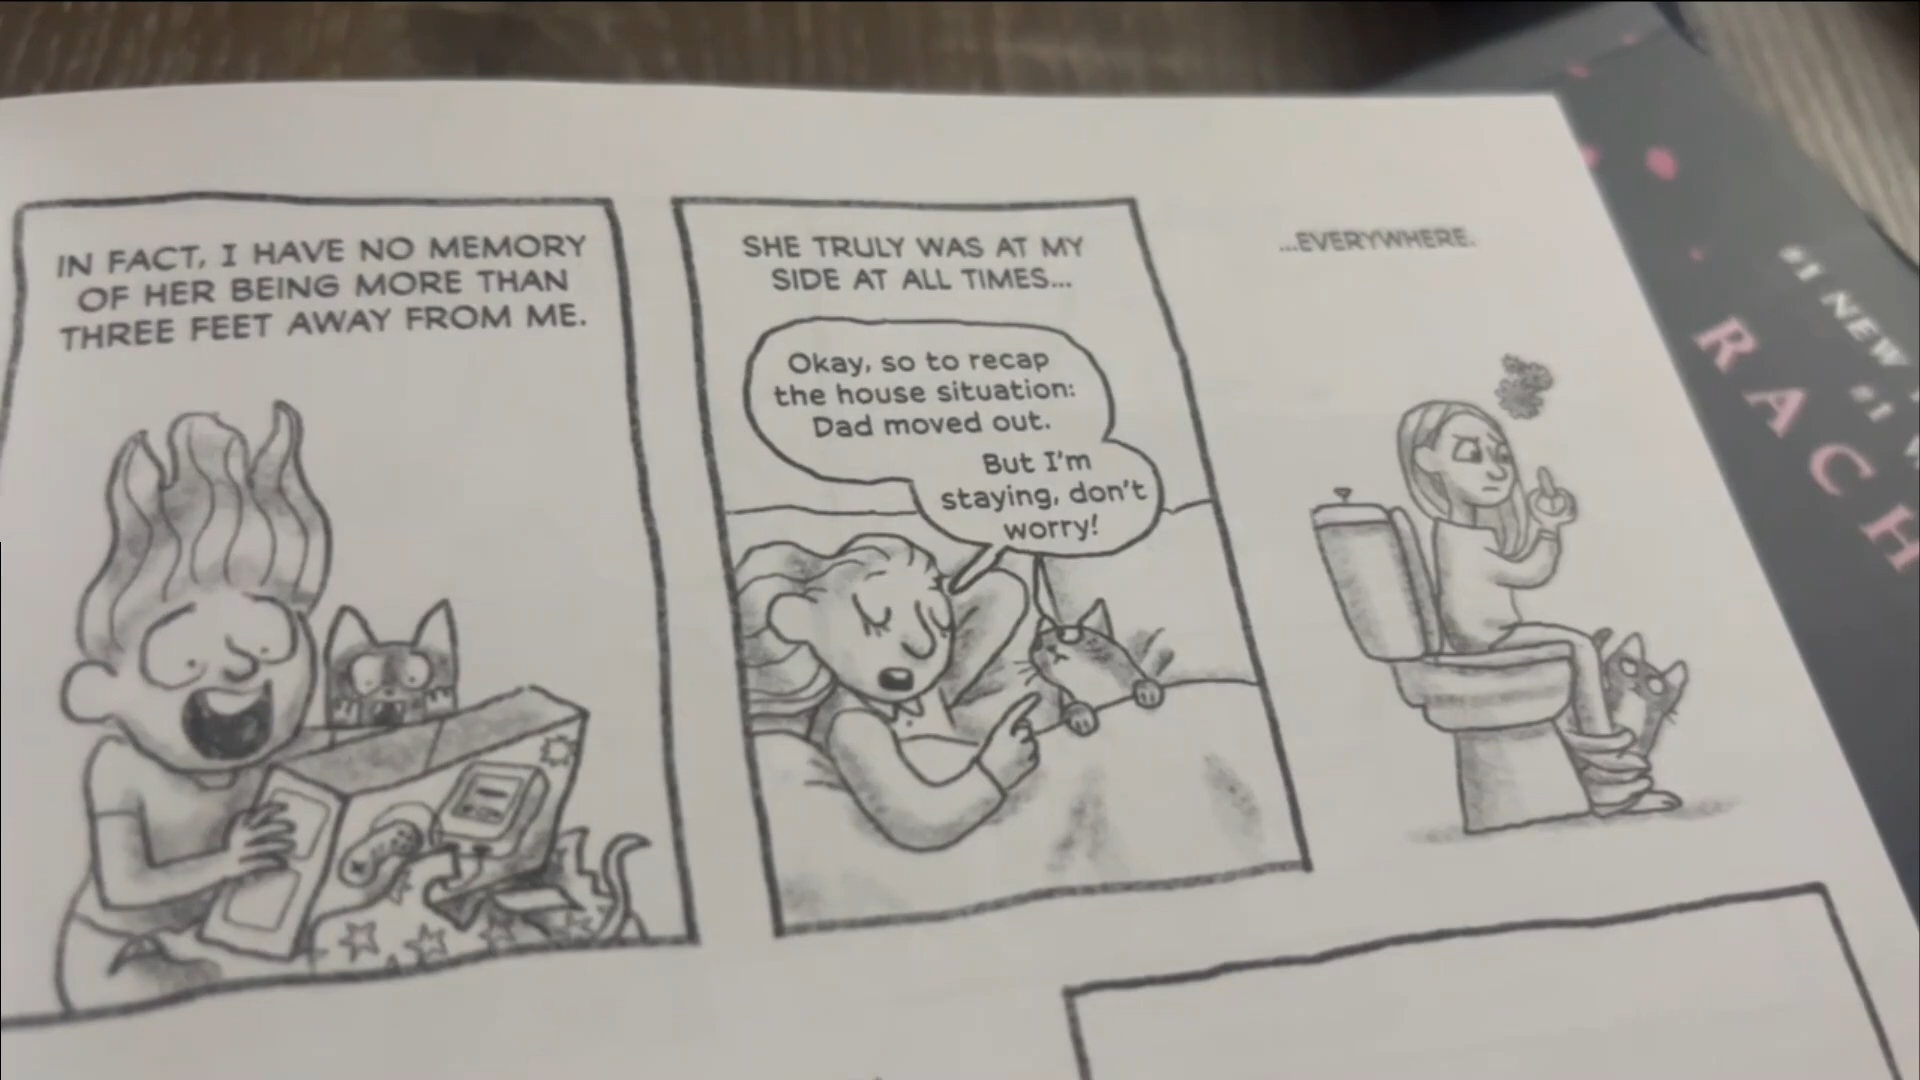 IN FACT, I HAVE NO MEMORY
OF HER BEING MORE THAN
THREE FEET AWAY FROM ME.
SHE TRULY WAS AT MY
SIDE AT ALL TIMES...
Okay, so to recap
the house situation:
Dad moved out.
But I'm
staying, don't
worry!
...EVERYWHERE.
#1 NEW
#1
RACH